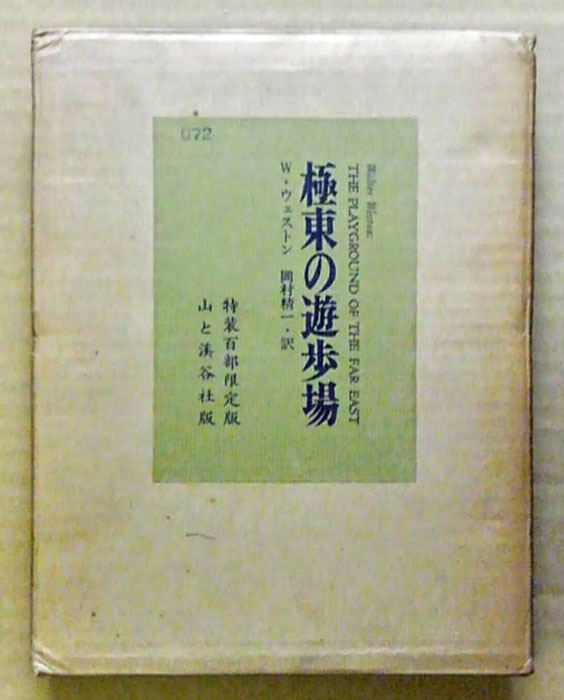 072
Walter Weston
THE PLAYGROUND OF THE FAR EAST
極東の遊歩場
W・ウェストン 岡村精一・訳
特装百部限定版
山と溪谷社版